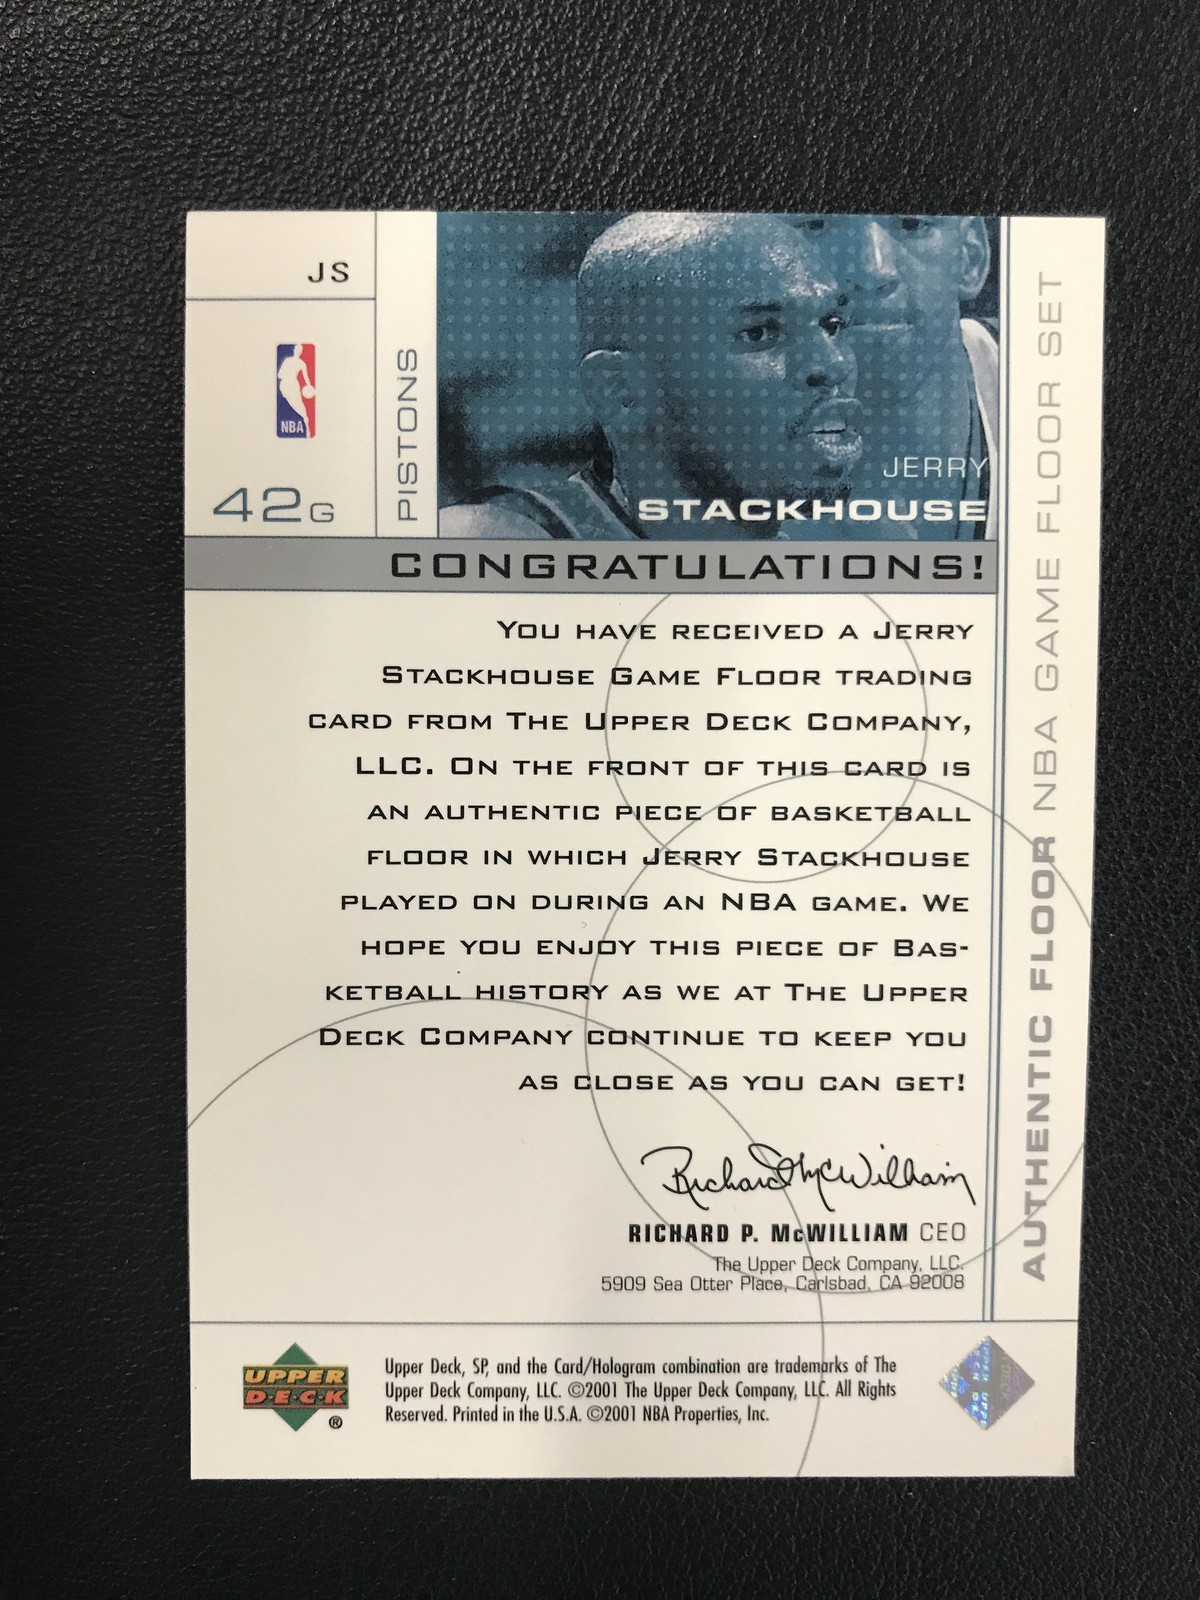 JS
NBA
42G
PISTONS
JERRY
STACKHOUSE
CONGRATULATIONS!
YOU HAVE RECEIVED A JERRY
STACKHOUSE GAME FLOOR TRADING
CARD FROM THE UPPER DECK COMPANY,
LLC. ON THE FRONT OF THIS CARD IS
AN AUTHENTIC PIECE OF BASKETBALL
FLOOR IN WHICH JERRY STACKHOUSE
PLAYED ON DURING AN NBA GAME. WE
HOPE YOU ENJOY THIS PIECE OF BAS-
KETBALL HISTORY AS WE AT THE UPPER
DECK COMPANY CONTINUE TO KEEP YOU
AS CLOSE AS YOU CAN GET!
Richard McWilliam
RICHARD P. McWILLIAM CEO
The Upper Deck Company, LLC.
5909 Sea Otter Place, Carlsbad, CA 92008
AUTHENTIC FLOOR NBA GAME FLOOR SET
UPPER
DECK
®
Upper Deck, SP, and the Card/Hologram combination are trademarks of The
Upper Deck Company, LLC. ©2001 The Upper Deck Company, LLC. All Rights
Reserved. Printed in the U.S.A. ©2001 NBA Properties, Inc.